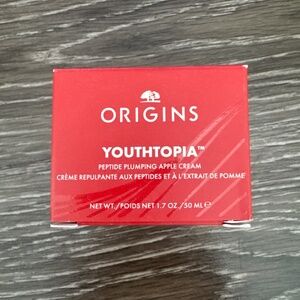 ORIGINS
YOUTHTOPIA™
PEPTIDE PLUMPING APPLE CREAM
CRÈME REPULPANTE AUX PEPTIDES ET À L'EXTRAIT DE POMME
NET WT./POIDS NET 1.7 OZ/50 ML ℮